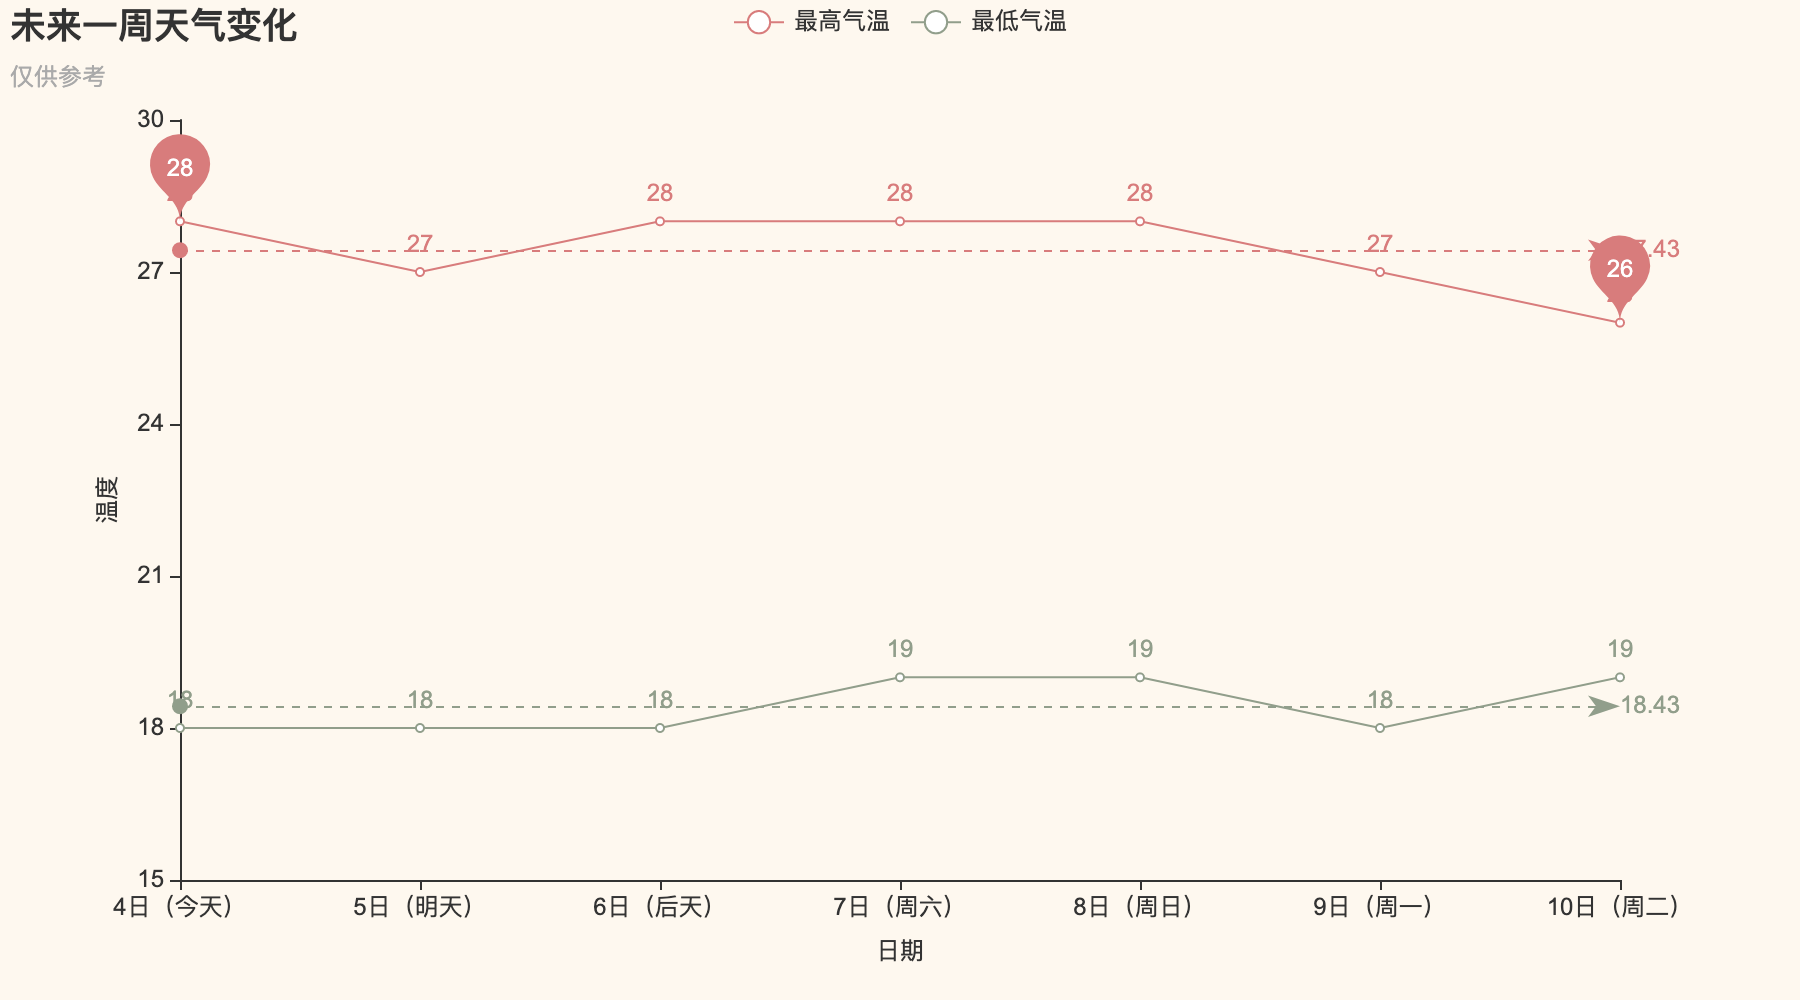 未来一周天气变化
仅供参考
最高气温 最低气温
30
27
24
21
18
15
温度
28
28 28 28
27 27
26
.43
19 19 19
18 18 18 18
18.43
4日（今天） 5日（明天） 6日（后天） 7日（周六） 8日（周日） 9日（周一） 10日（周二）
日期